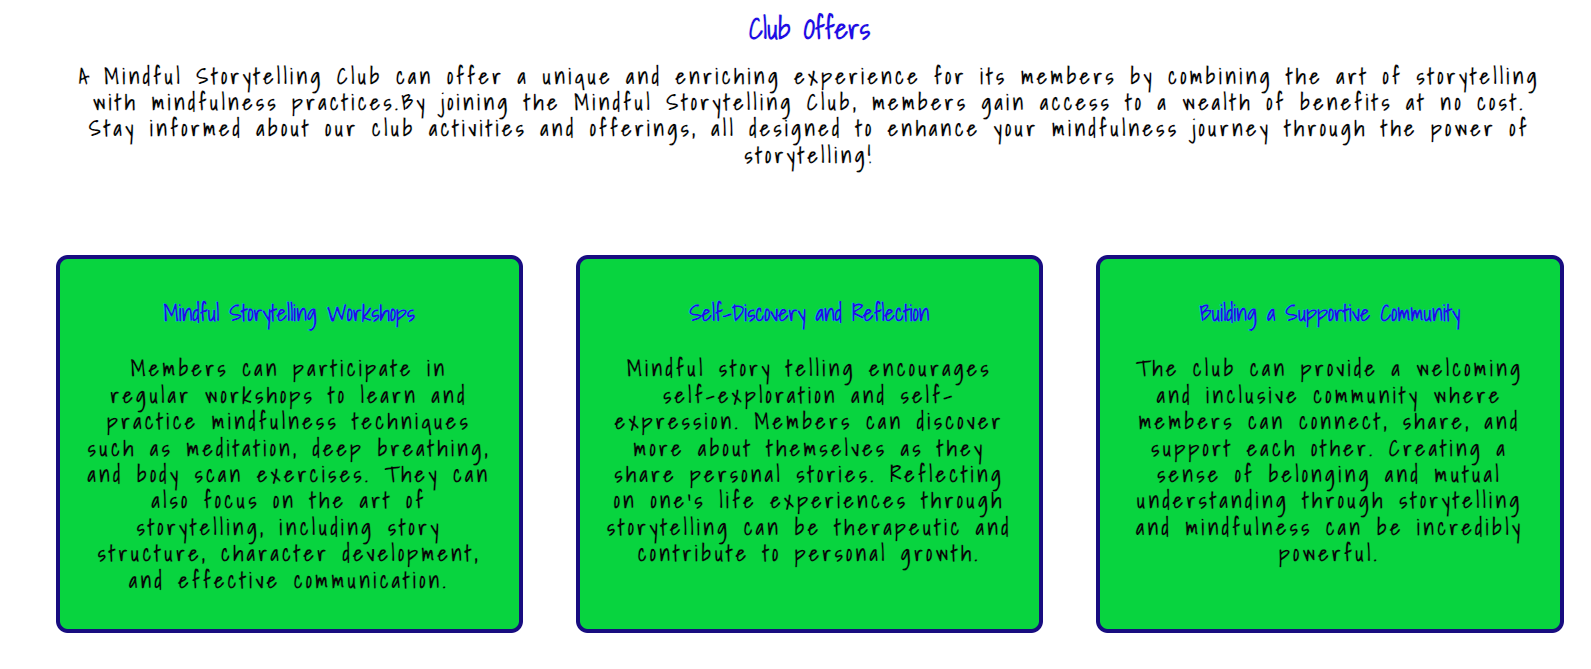 Club Offers
A Mindful Storytelling Club can offer a unique and enriching experience for its members by combining the art of storytelling
with mindfulness practices.By joining the Mindful Storytelling Club, members gain access to a wealth of benefits at no cost.
Stay informed about our club activities and offerings, all designed to enhance your mindfulness journey through the power of
storytelling!
Mindful Storytelling Workshops
Members can participate in
regular workshops to learn and
practice mindfulness techniques
such as meditation, deep breathing,
and body scan exercises. They can
also focus on the art of
storytelling, including story
structure, character development,
and effective communication.
Self-Discovery and Reflection
Mindful story telling encourages
self-exploration and self-
expression. Members can discover
more about themselves as they
share personal stories. Reflecting
on one's life experiences through
storytelling can be therapeutic and
contribute to personal growth.
Building a Supportive Community
The club can provide a welcoming
and inclusive community where
members can connect, share, and
support each other. Creating a
sense of belonging and mutual
understanding through storytelling
and mindfulness can be incredibly
powerful.